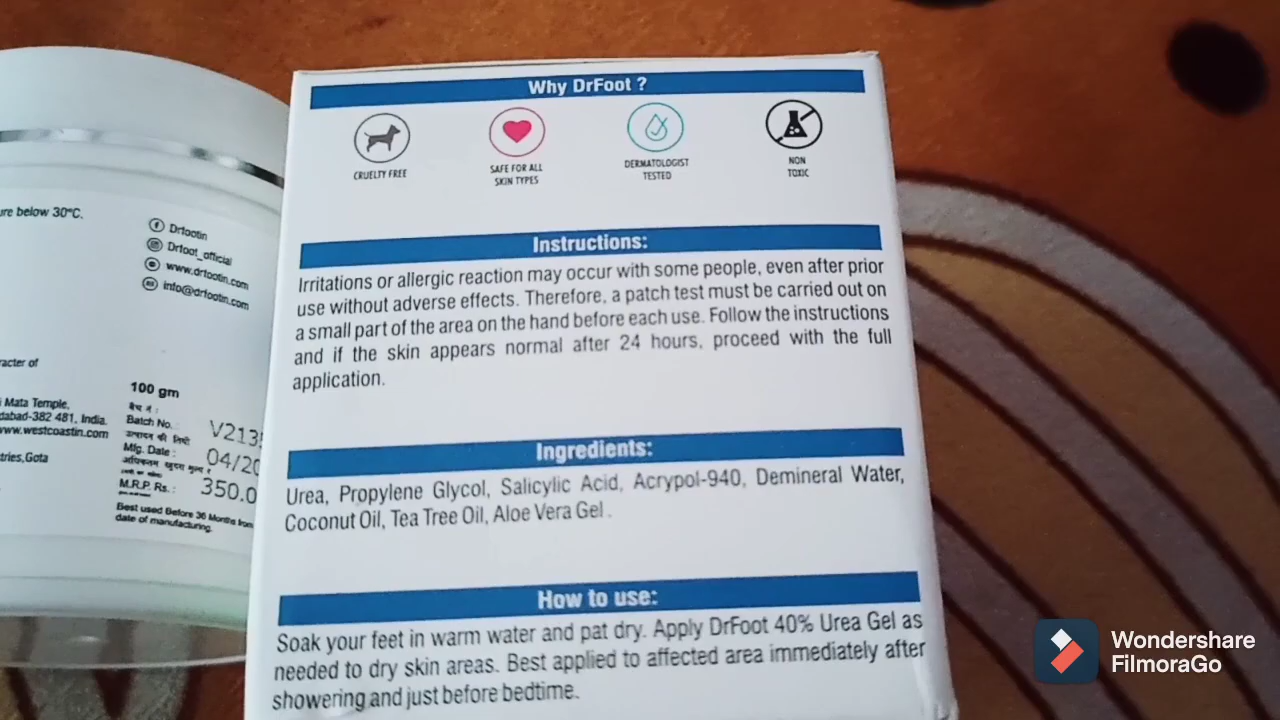 Why DrFoot ?
CRUELTY FREE
SAFE FOR ALL
SKIN TYPES
DERMATOLOGIST
TESTED
NON
TOXIC
Instructions:
Irritations or allergic reaction may occur with some people, even after prior
use without adverse effects. Therefore, a patch test must be carried out on
a small part of the area on the hand before each use. Follow the instructions
and if the skin appears normal after 24 hours, proceed with the full
application.
Ingredients:
Urea, Propylene Glycol, Salicylic Acid, Acrypol-940, Demineral Water,
Coconut Oil, Tea Tree Oil, Aloe Vera Gel .
How to use:
Soak your feet in warm water and pat dry. Apply DrFoot 40% Urea Gel as
needed to dry skin areas. Best applied to affected area immediately after
showering and just before bedtime.
below 30°C.
Drfootin
Drfoot_official
www.drfootin.com
info@drfootin.com
of
Mata Temple,
382 481, India.
www.westcoastin.com
Gota
100 gm
बैच नं :
Batch No.
V213
उत्पादन की तिथी
Mfg. Date :
04/20
अधिकतम खुदरा मूल्य
M.R.P. Rs. :
350.0
Best used Before 36 Months from
date of manufacturing.
Wondershare
FilmoraGo